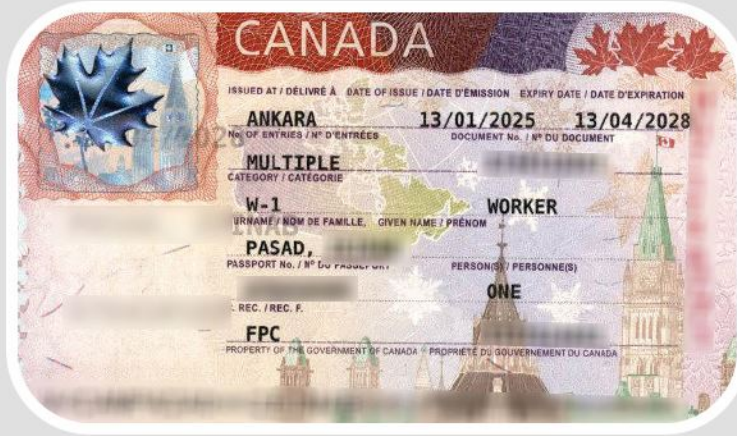 CANADA
ISSUED AT / DÉLIVRÉ À DATE OF ISSUE / DATE D'ÉMISSION EXPIRY DATE / DATE D'EXPIRATION
ANKARA 13/01/2025 13/04/2028
No. OF ENTRIES / Nº D'ENTRÉES DOCUMENT No. / Nº DU DOCUMENT
MULTIPLE
CATEGORY / CATÉGORIE
W-1 WORKER
URNAME / NOM DE FAMILLE, GIVEN NAME / PRÉNOM
PASAD,
PASSPORT No. / Nº DU PASSEPORT PERSON(S) / PERSONNE(S)
ONE
. REC. / REC. F.
FPC
PROPERTY OF THE GOVERNMENT OF CANADA - PROPRIÉTÉ DU GOUVERNEMENT DU CANADA